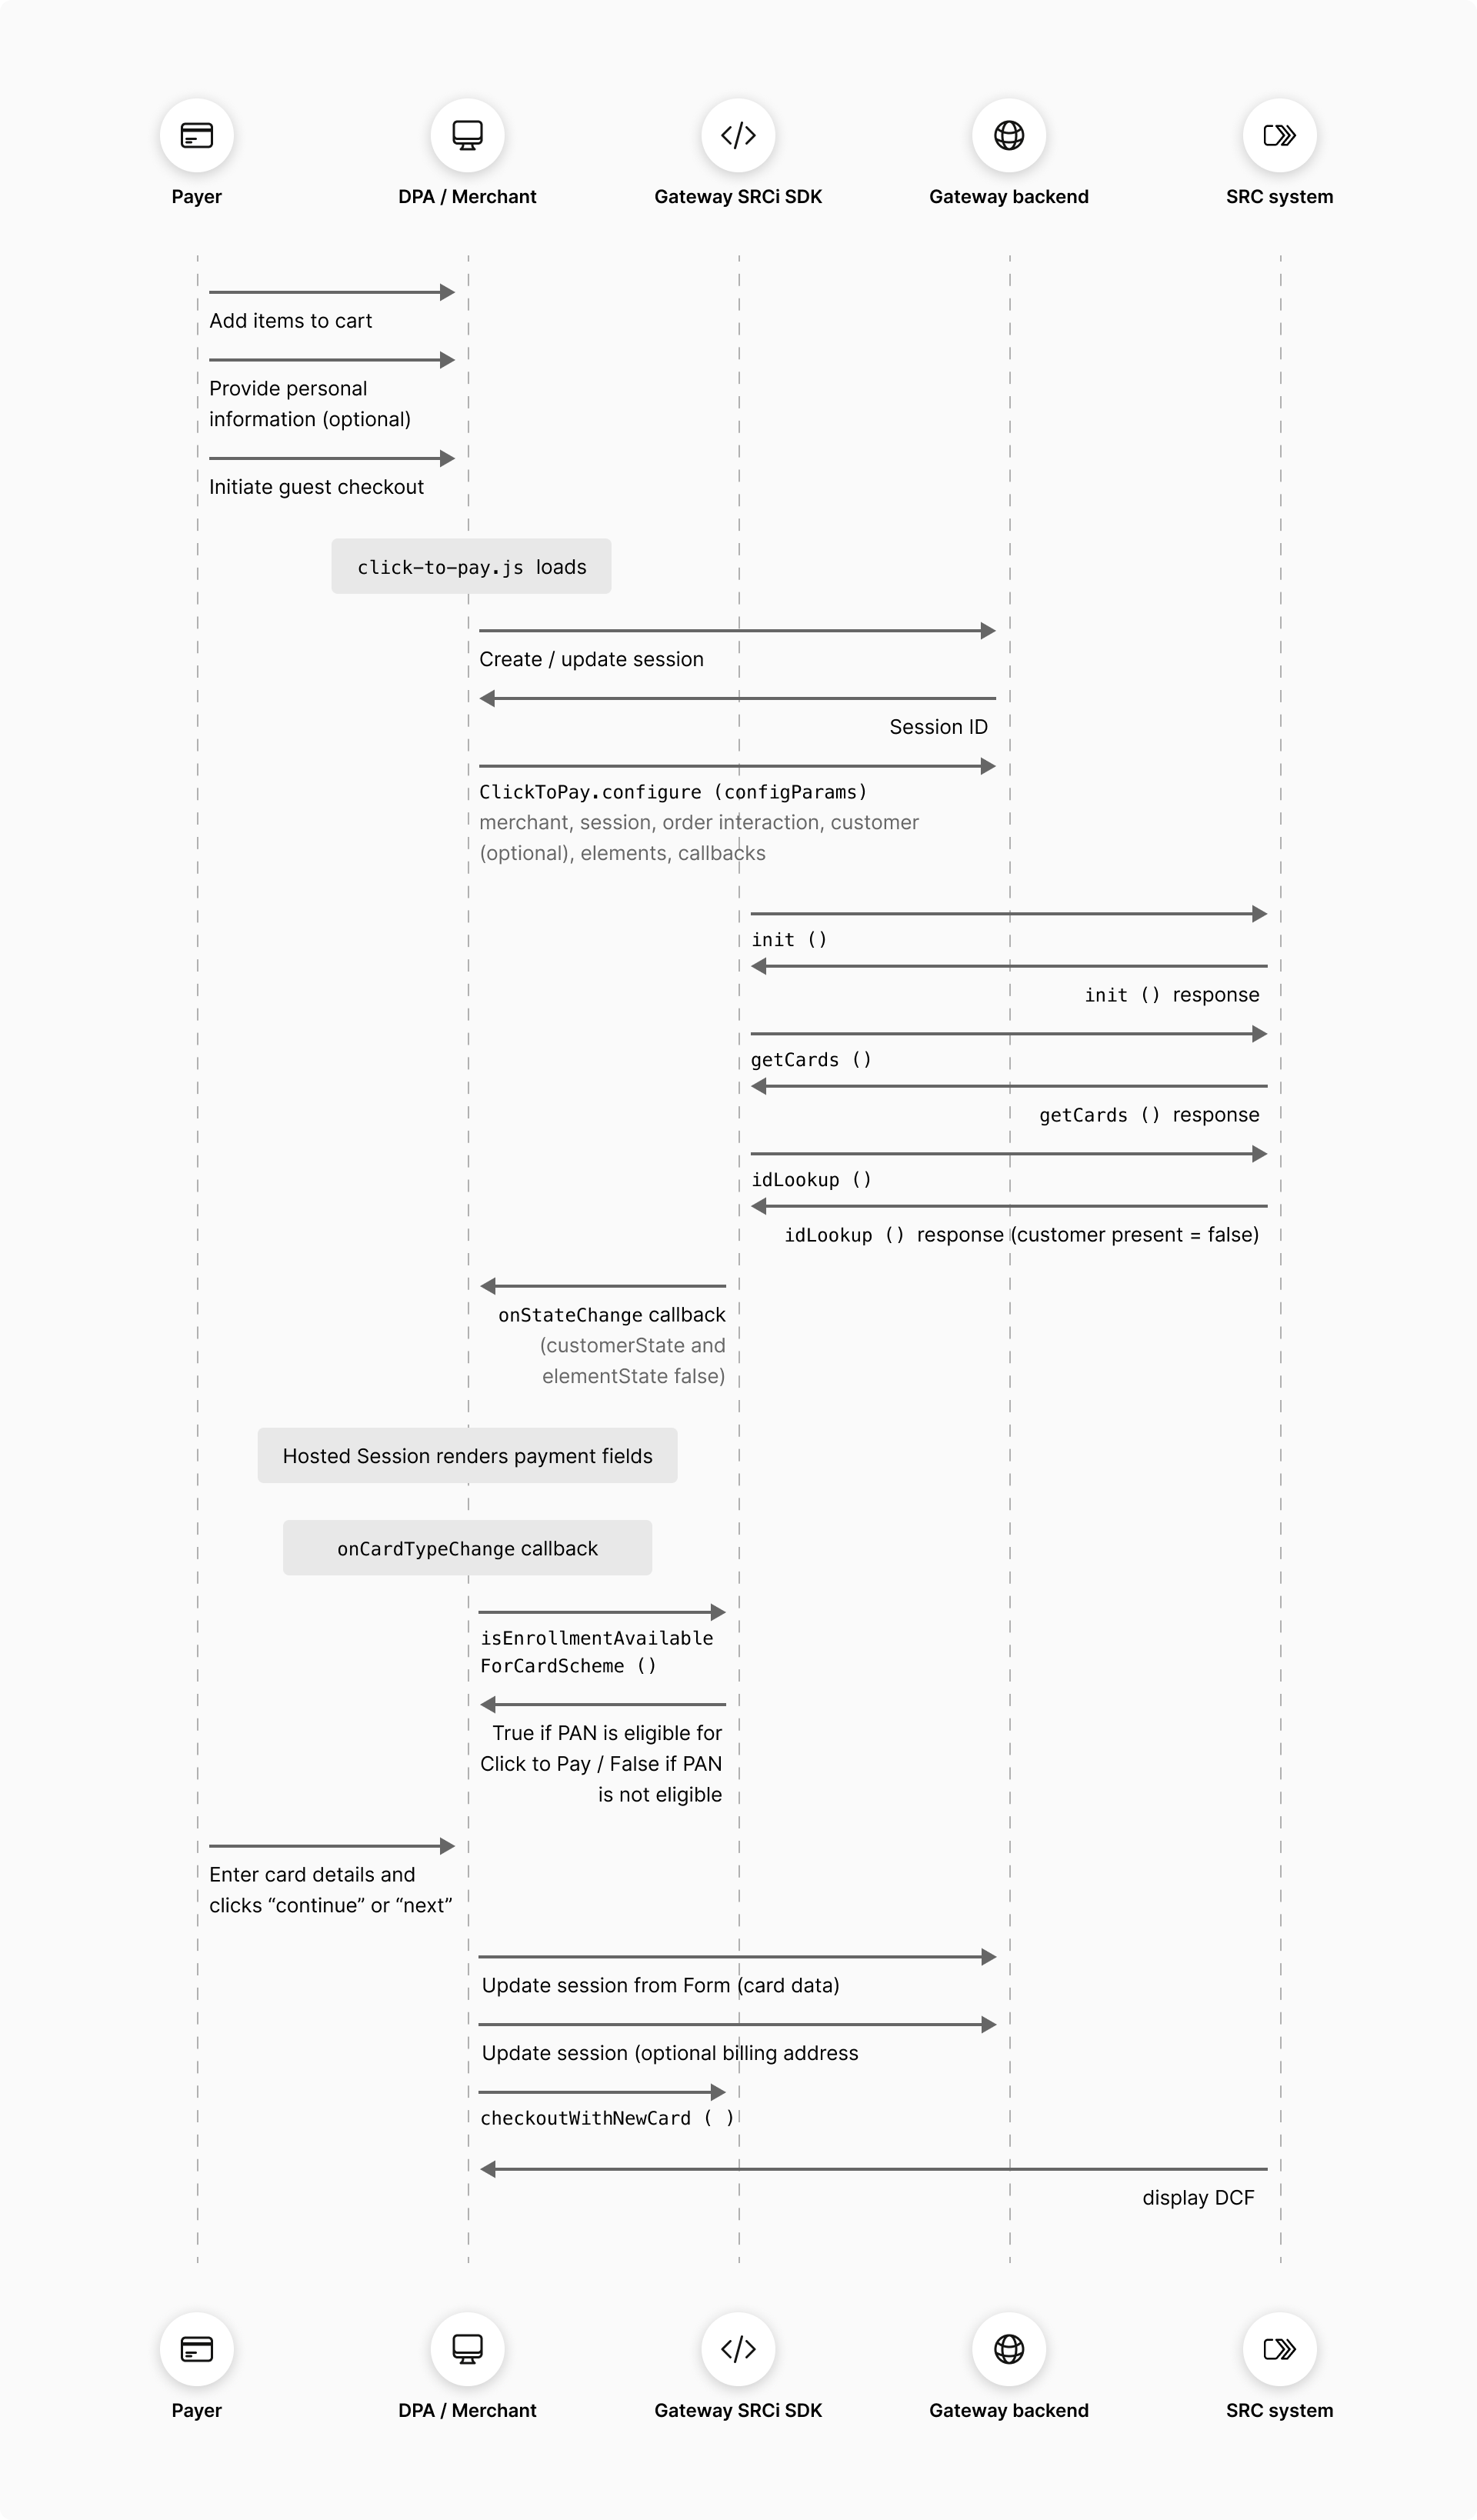 Payer
DPA / Merchant
Gateway SRCi SDK
Gateway backend
SRC system
Add items to cart
Provide personal
information (optional)
Initiate guest checkout
click-to-pay.js loads
Create / update session
Session ID
ClickToPay.configure (configParams)
merchant, session, order interaction, customer
(optional), elements, callbacks
init ()
init () response
getCards ()
getCards () response
idLookup ()
idLookup () response (customer present = false)
onStateChange callback
(customerState and
elementState false)
Hosted Session renders payment fields
onCardTypeChange callback
isEnrollmentAvailable
ForCardScheme ()
True if PAN is eligible for
Click to Pay / False if PAN
is not eligible
Enter card details and
clicks “continue” or “next”
Update session from Form (card data)
Update session (optional billing address
checkoutWithNewCard ( )
display DCF
Payer
DPA / Merchant
Gateway SRCi SDK
Gateway backend
SRC system